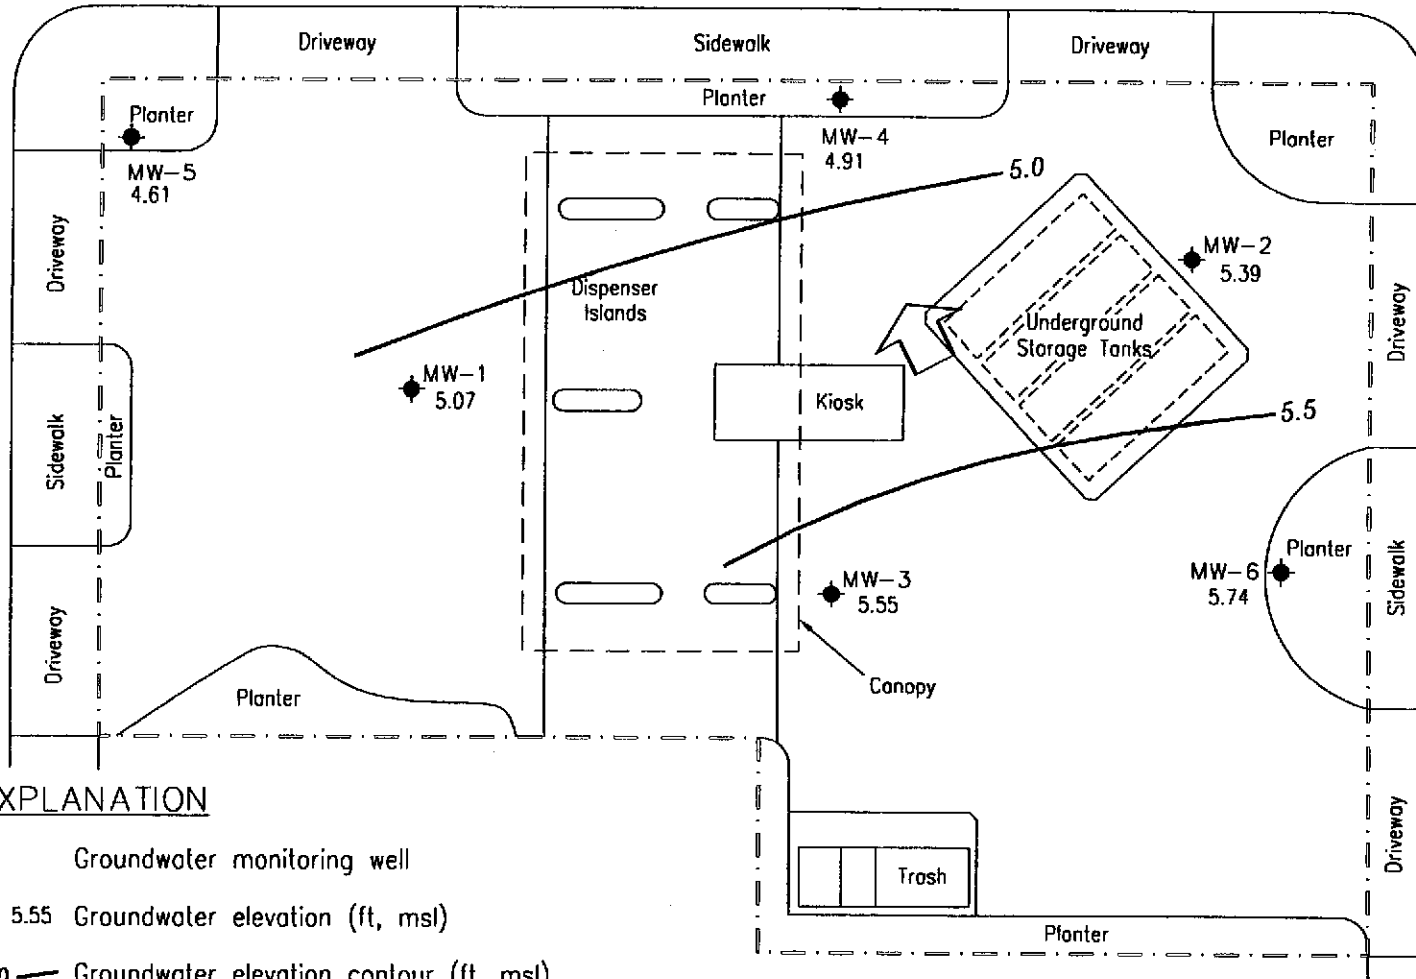 Driveway
Sidewalk
Driveway
Planter
MW-5
4.61
Planter
MW-4
4.91
Planter
5.0
MW-2
5.39
Driveway
Dispenser
Islands
Underground
Storage Tanks
Driveway
MW-1
5.07
Kiosk
5.5
Sidewalk
Planter
Planter
MW-3
5.55
MW-6
5.74
Sidewalk
Driveway
Planter
Canopy
XPLANATION
Groundwater monitoring well
5.55 Groundwater elevation (ft, msl)
Groundwater elevation contour (ft, msl)
Trash
Driveway
Planter